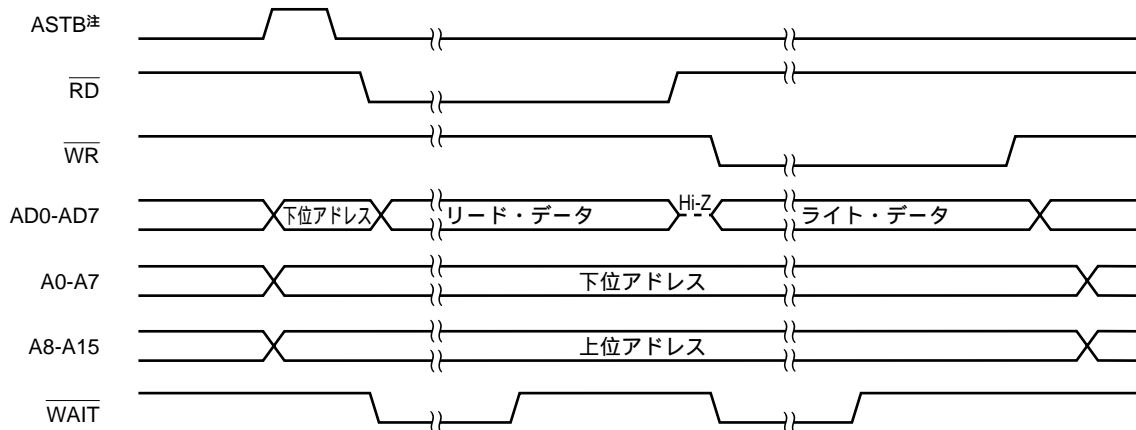 ASTB注
RD
WR
AD0-AD7 下位アドレス リード・データ Hi-Z ライト・データ
A0-A7 下位アドレス
A8-A15 上位アドレス
WAIT